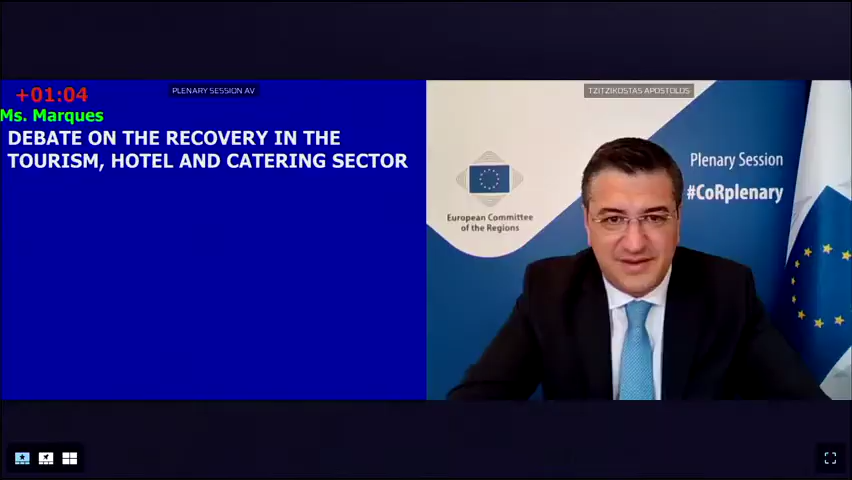 +01:04
PLENARY SESSION AV
Ms. Marques
DEBATE ON THE RECOVERY IN THE
TOURISM, HOTEL AND CATERING SECTOR
TZITZIKOSTAS APOSTOLOS
Plenary Session
#CoRplenary
European Committee
of the Regions